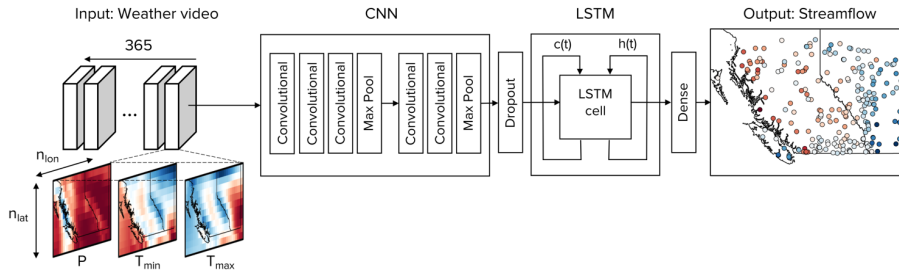 Input: Weather video
CNN
LSTM
Output: Streamflow
365
...
n_lon
n_lat
P
T_min
T_max
Convolutional
Convolutional
Convolutional
Max Pool
Convolutional
Convolutional
Max Pool
Dropout
c(t)
h(t)
LSTM
cell
Dense